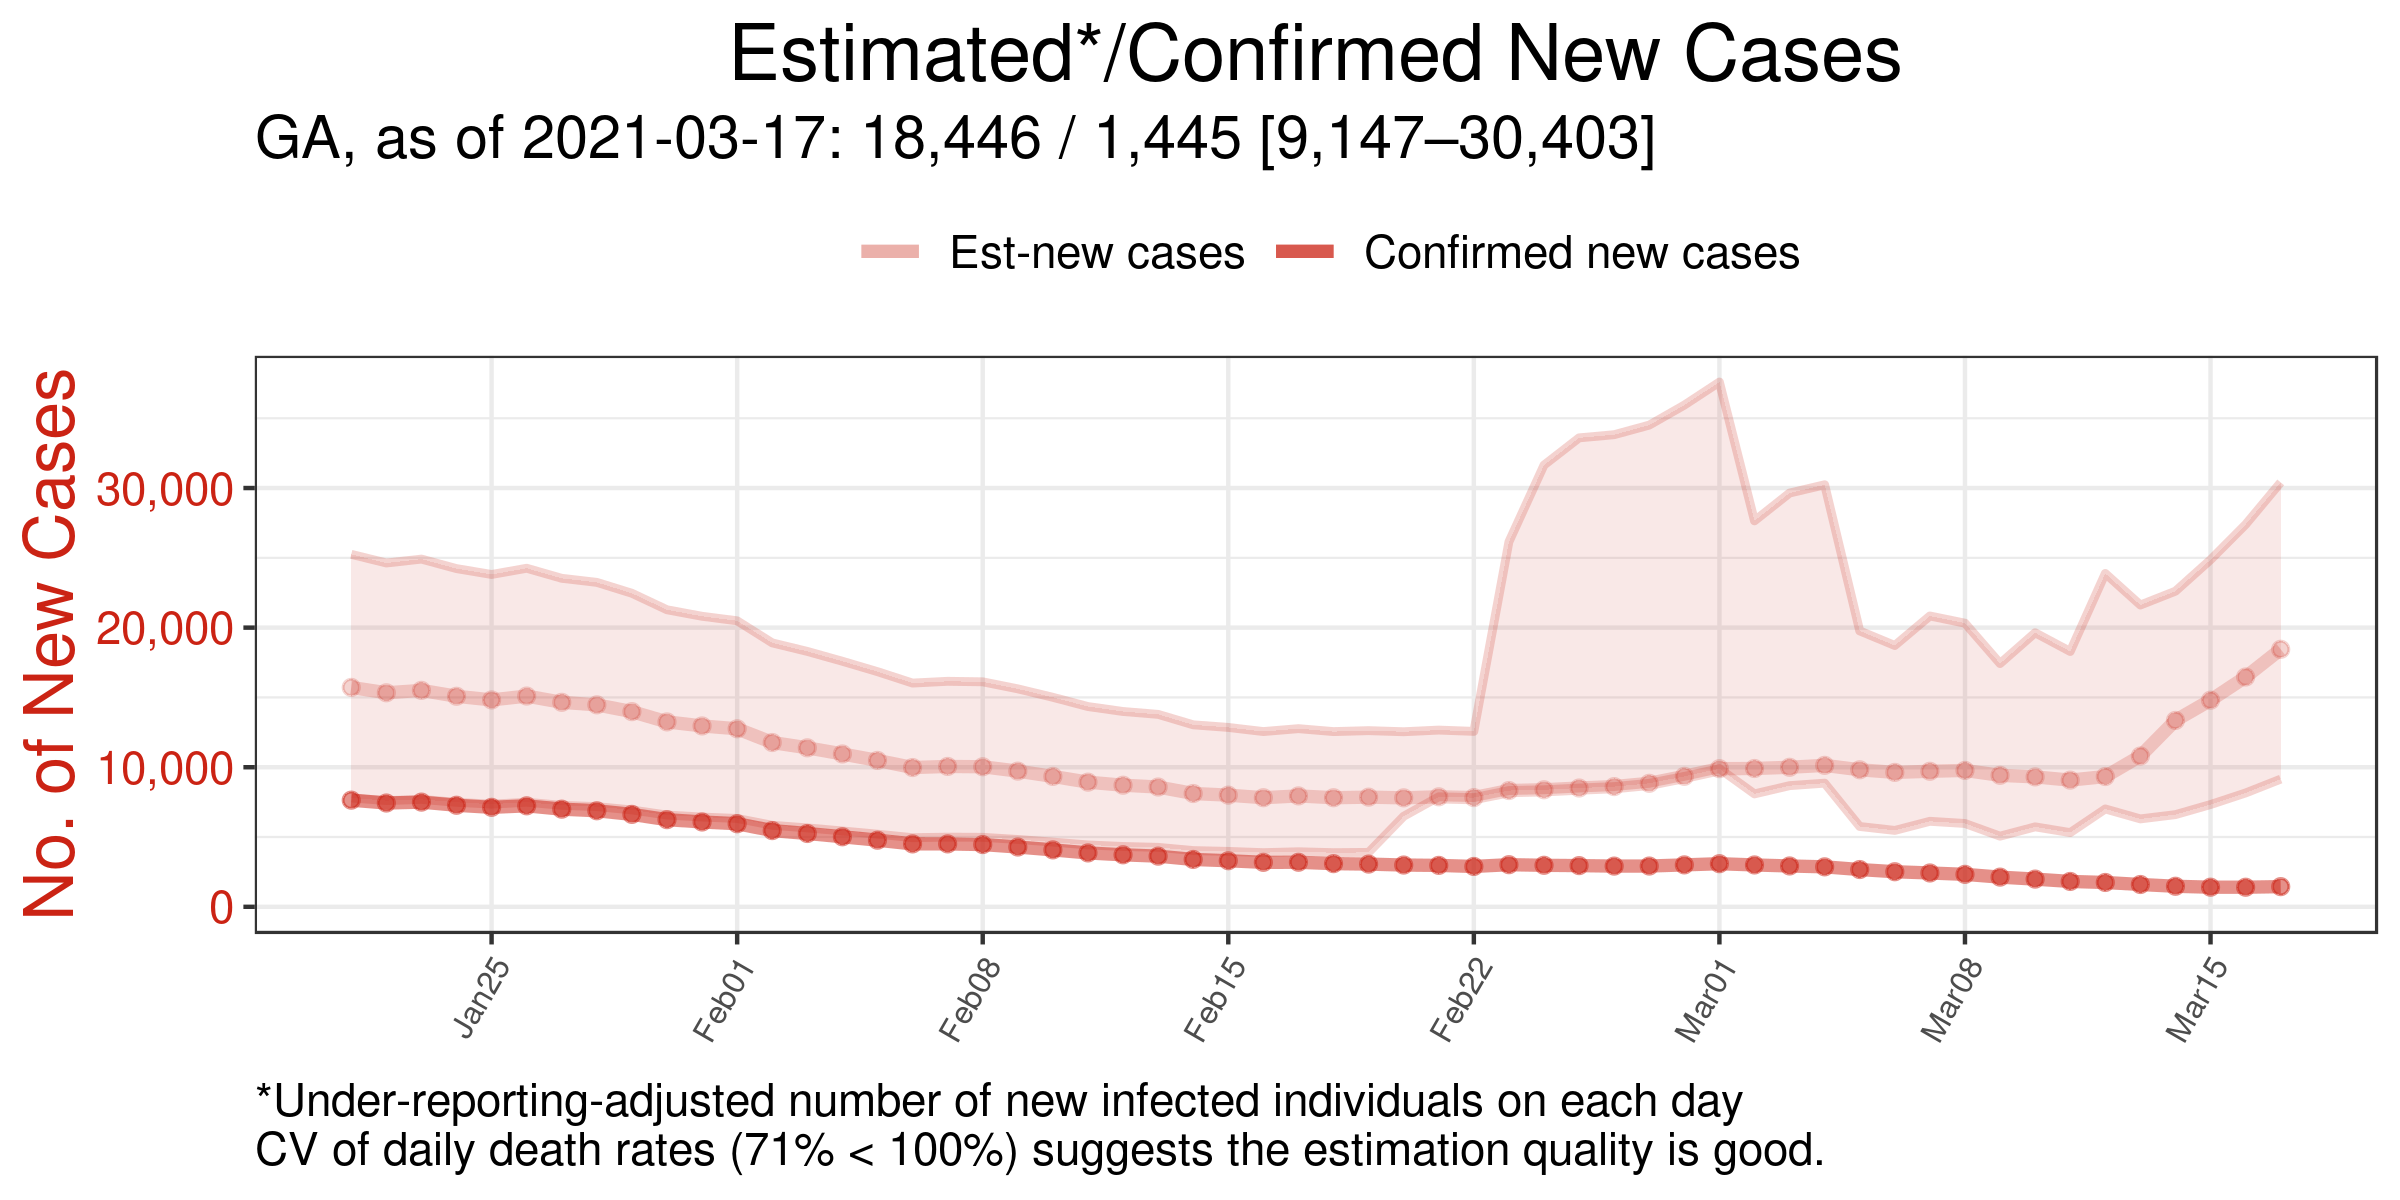 Estimated*/Confirmed New Cases
GA, as of 2021-03-17: 18,446 / 1,445 [9,147–30,403]
Est-new cases
Confirmed new cases
No. of New Cases
30,000
20,000
10,000
0
Jan25
Feb01
Feb08
Feb15
Feb22
Mar01
Mar08
Mar15
*Under-reporting-adjusted number of new infected individuals on each day
CV of daily death rates (71% < 100%) suggests the estimation quality is good.